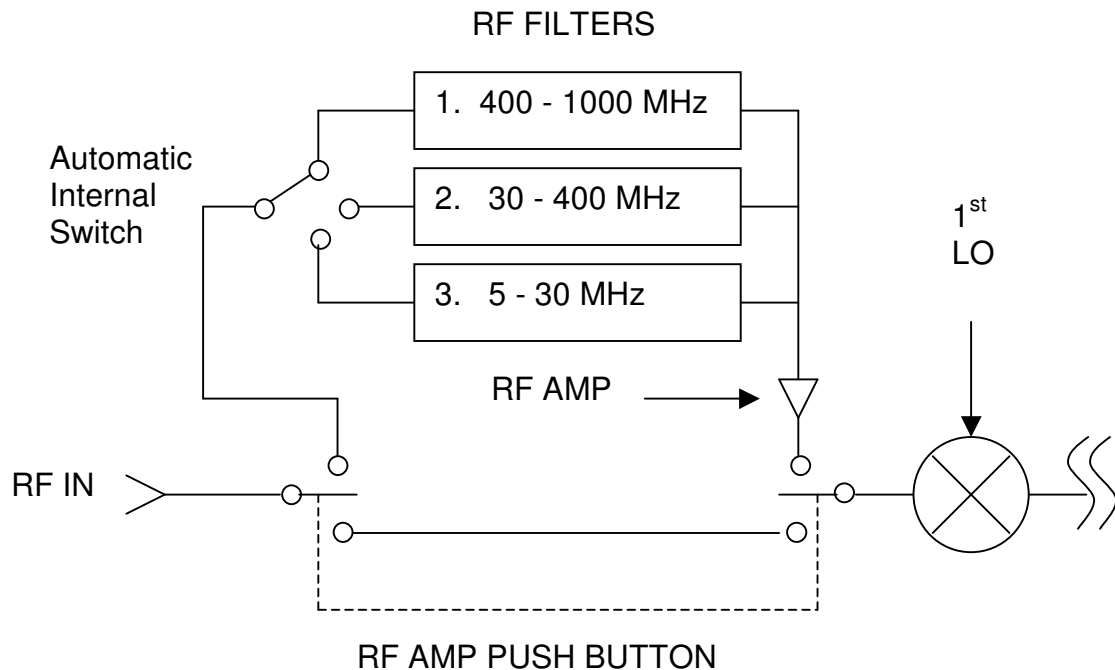 RF FILTERS
1. 400 - 1000 MHz
Automatic
Internal
Switch
2. 30 - 400 MHz
1st
LO
3. 5 - 30 MHz
RF AMP
RF IN
RF AMP PUSH BUTTON